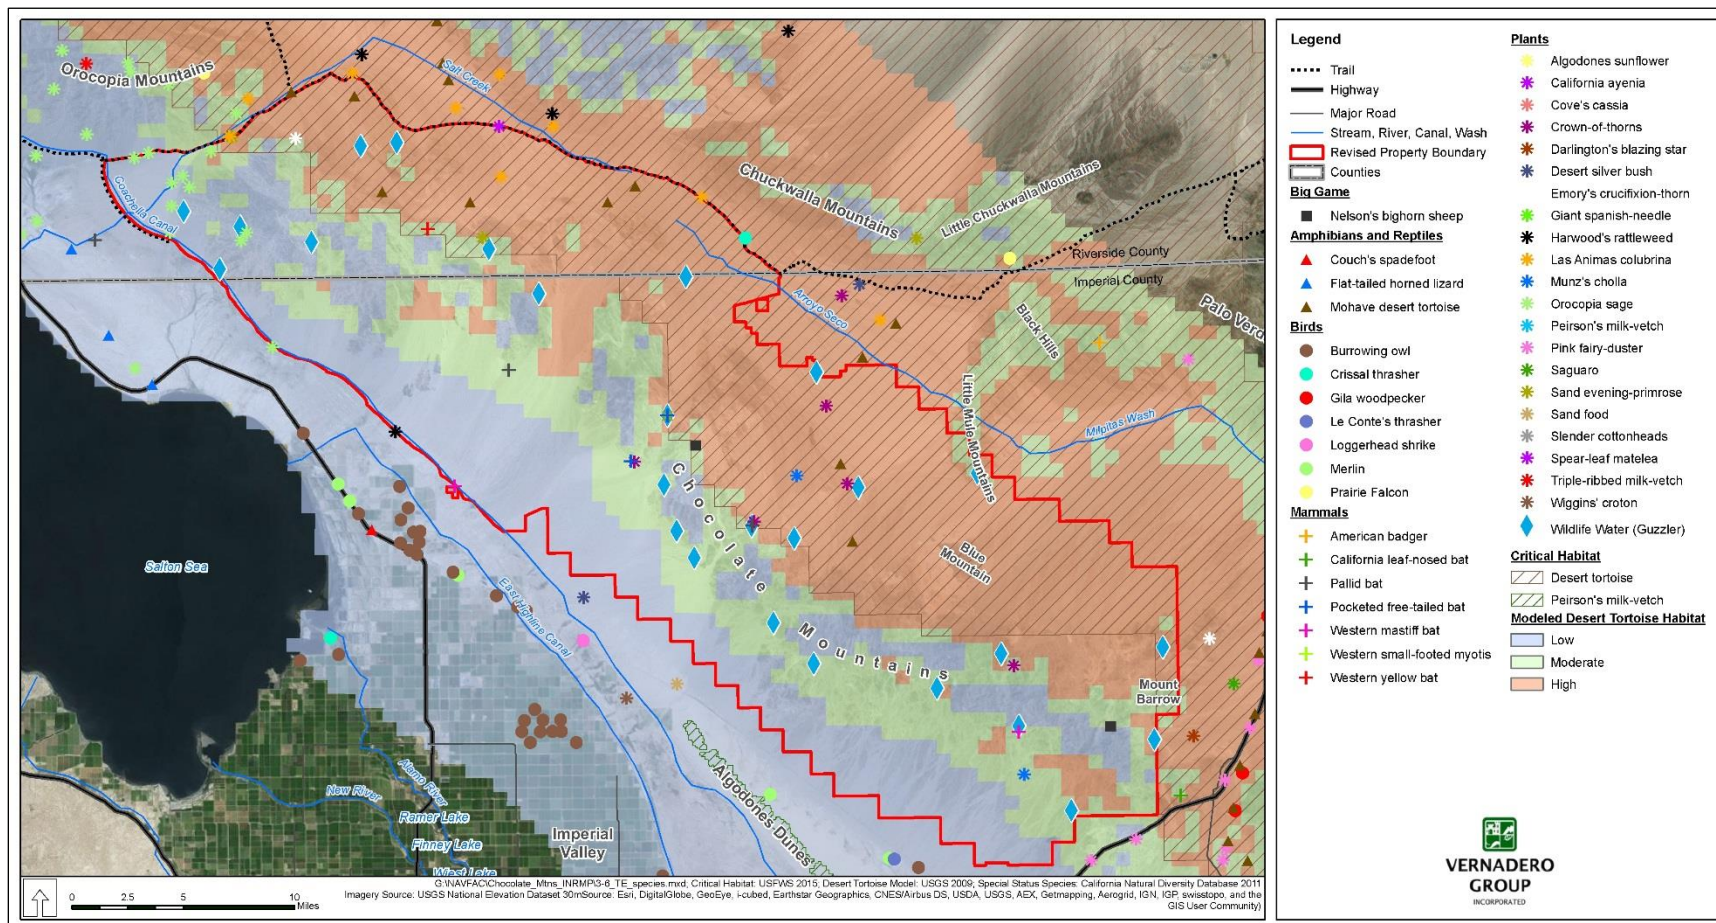 Orocopia Mountains
Salt Creek
Coachella Canal
Chuckwalla Mountains
Little Chuckwalla Mountains
Riverside County
Imperial County
Arroyo Seco
Black Hills
Palo Verd
Little Mule Mountains
Milpitas Wash
Chocolate Mountains
Blue Mountain
Salton Sea
East Highline Canal
Mount
Barrow
Algodones Dunes
Alamo River
New River
Ramer Lake
Finney Lake
Wiest Lake
Imperial
Valley
0 2.5 5 10
Miles
G:\NAVFAC\Chocolate_Mtns_INRMP\3-6_TE_species.mxd; Critical Habitat: USFWS 2015; Desert Tortoise Model: USGS 2009; Special Status Species: California Natural Diversity Database 2011
Imagery Source: USGS National Elevation Dataset 30mSource: Esri, DigitalGlobe, GeoEye, i-cubed, Earthstar Geographics, CNES/Airbus DS, USDA, USGS, AEX, Getmapping, Aerogrid, IGN, IGP, swisstopo, and the
GIS User Community)
Legend
Trail
Highway
Major Road
Stream, River, Canal, Wash
Revised Property Boundary
Counties
Big Game
Nelson's bighorn sheep
Amphibians and Reptiles
Couch's spadefoot
Flat-tailed horned lizard
Mohave desert tortoise
Birds
Burrowing owl
Crissal thrasher
Gila woodpecker
Le Conte's thrasher
Loggerhead shrike
Merlin
Prairie Falcon
Mammals
American badger
California leaf-nosed bat
Pallid bat
Pocketed free-tailed bat
Western mastiff bat
Western small-footed myotis
Western yellow bat
Plants
Algodones sunflower
California ayenia
Cove's cassia
Crown-of-thorns
Darlington's blazing star
Desert silver bush
Emory's crucifixion-thorn
Giant spanish-needle
Harwood's rattleweed
Las Animas colubrina
Munz's cholla
Orocopia sage
Peirson's milk-vetch
Pink fairy-duster
Saguaro
Sand evening-primrose
Sand food
Slender cottonheads
Spear-leaf matelea
Triple-ribbed milk-vetch
Wiggins' croton
Wildlife Water (Guzzler)
Critical Habitat
Desert tortoise
Peirson's milk-vetch
Modeled Desert Tortoise Habitat
Low
Moderate
High
VERNADERO
GROUP
INCORPORATED